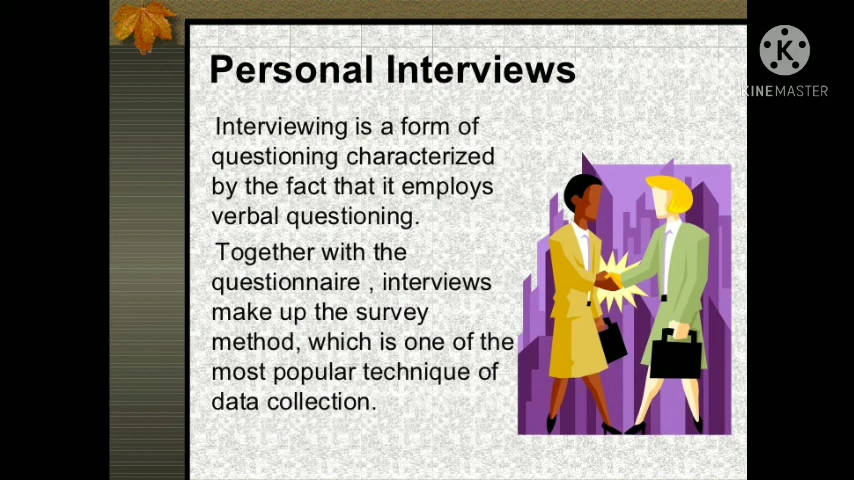 Personal Interviews
Interviewing is a form of
questioning characterized
by the fact that it employs
verbal questioning.
Together with the
questionnaire , interviews
make up the survey
method, which is one of the
most popular technique of
data collection.
K
KINEMASTER